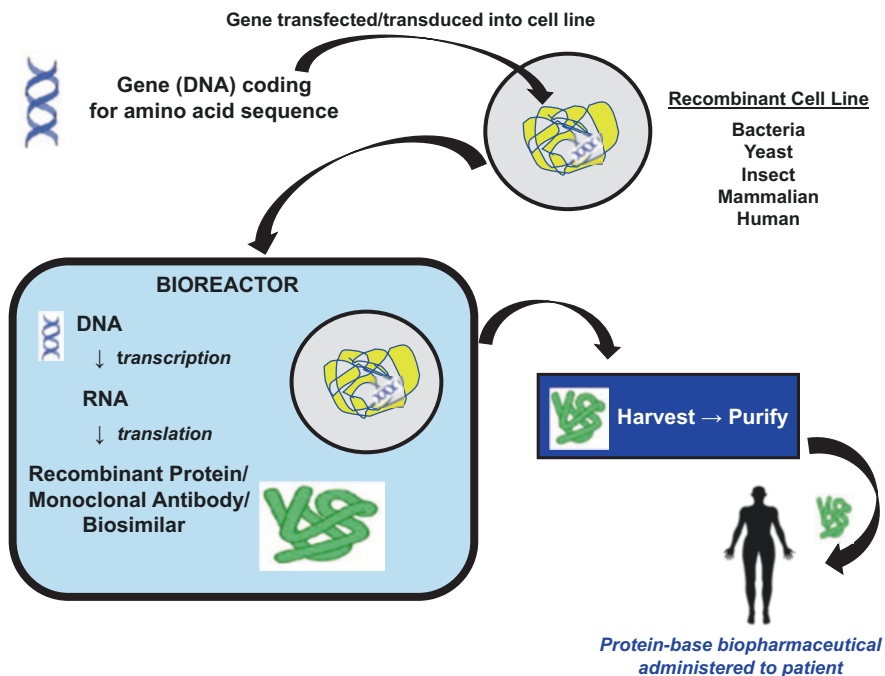 Gene transfected/transduced into cell line
Gene (DNA) coding
for amino acid sequence
Recombinant Cell Line
Bacteria
Yeast
Insect
Mammalian
Human
BIOREACTOR
DNA
↓ transcription
RNA
↓ translation
Recombinant Protein/
Monoclonal Antibody/
Biosimilar
Harvest → Purify
Protein-base biopharmaceutical
administered to patient